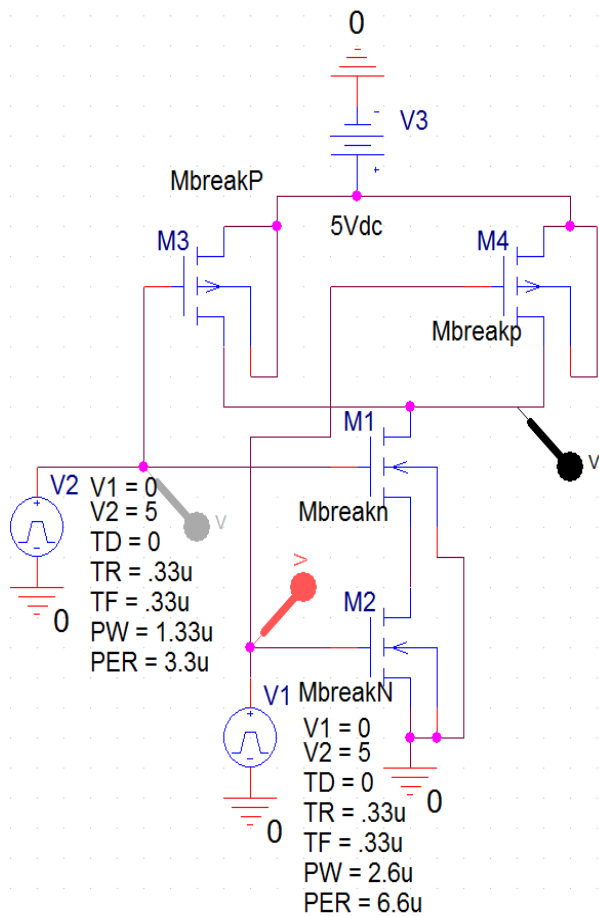 0
V3
-
+
MbreakP
5Vdc
M3
M4
Mbreakp
M1
V2
V1 = 0
V2 = 5
TD = 0
TR = .33u
TF = .33u
PW = 1.33u
PER = 3.3u
+
-
0
V
V
Mbreakn
V
M2
MbreakN
V1
V1 = 0
V2 = 5
TD = 0
TR = .33u
TF = .33u
PW = 2.6u
PER = 6.6u
+
-
0
0